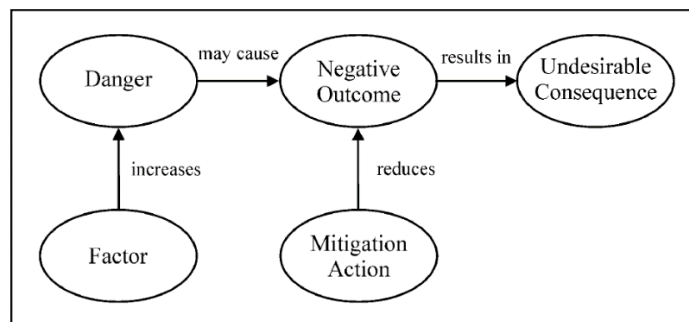 may cause
results in
Danger
Negative
Outcome
Undesirable
Consequence
increases
reduces
Factor
Mitigation
Action